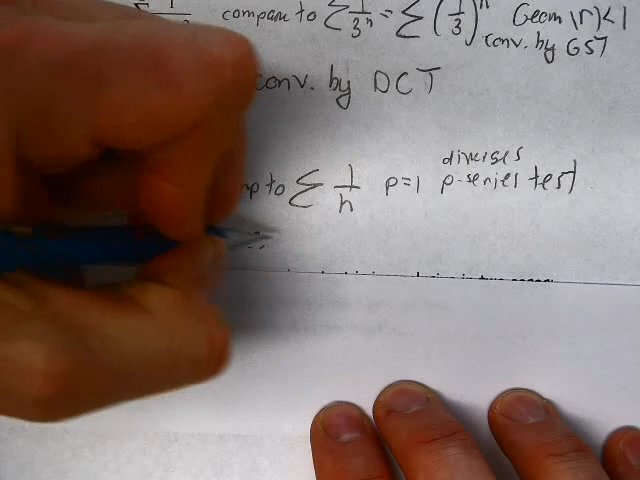 compare to Σ 1/3^n = Σ (1/3)^n Geom |r|<1
conv. by GST
conv. by DCT
diverges
to Σ 1/n p=1 p-series test